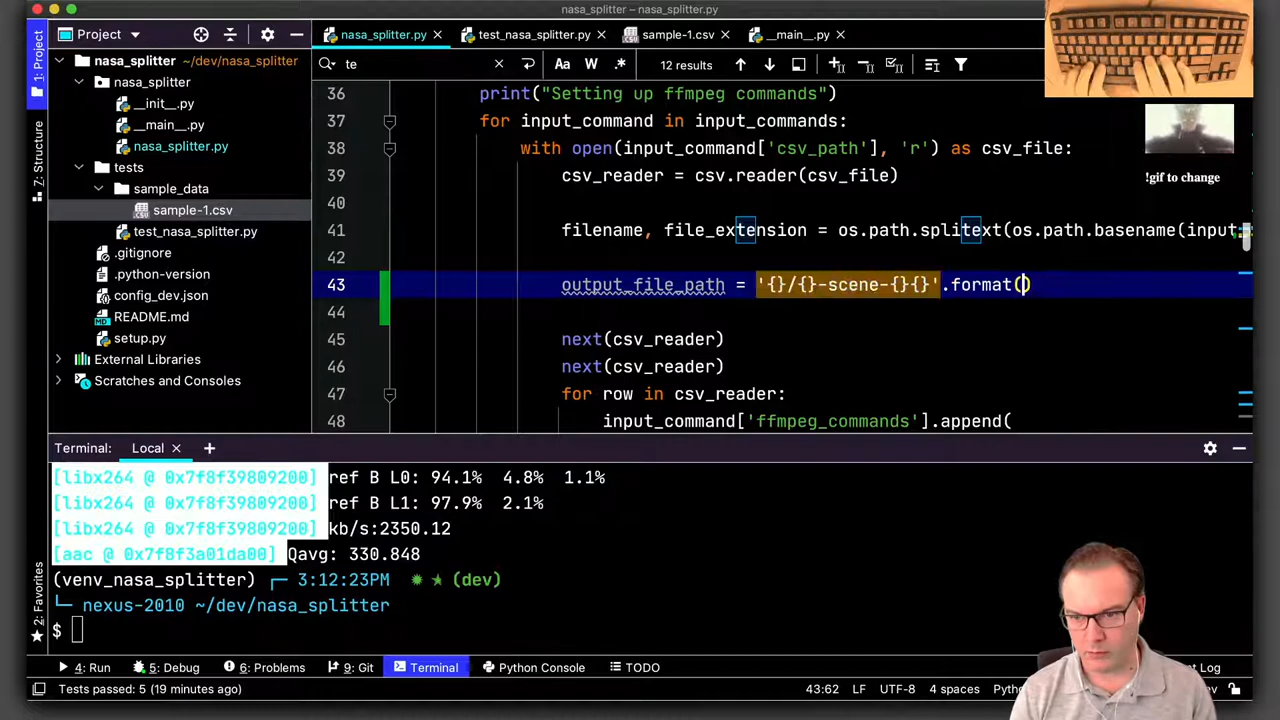 nasa_splitter – nasa_splitter.py
1: Project
Project
nasa_splitter.py
test_nasa_splitter.py
sample-1.csv
__main__.py
nasa_splitter ~/dev/nasa_splitter
nasa_splitter
__init__.py
__main__.py
nasa_splitter.py
tests
sample_data
sample-1.csv
test_nasa_splitter.py
.gitignore
.python-version
config_dev.json
README.md
setup.py
External Libraries
Scratches and Consoles
7: Structure
2: Favorites
te
Aa
W
.*
12 results
36 print("Setting up ffmpeg commands")
37 for input_command in input_commands:
38 with open(input_command['csv_path'], 'r') as csv_file:
39 csv_reader = csv.reader(csv_file)
40
41 filename, file_extension = os.path.splitext(os.path.basename(input
42
43 output_file_path = '{}/{}-scene-{}{}'.format()
44
45 next(csv_reader)
46 next(csv_reader)
47 for row in csv_reader:
48 input_command['ffmpeg_commands'].append(
!gif to change
Terminal: Local
[libx264 @ 0x7f8f39809200] ref B L0: 94.1% 4.8% 1.1%
[libx264 @ 0x7f8f39809200] ref B L1: 97.9% 2.1%
[libx264 @ 0x7f8f39809200] kb/s:2350.12
[aac @ 0x7f8f3a01da00] Qavg: 330.848
(venv_nasa_splitter) 3:12:23PM (dev)
nexus-2010 ~/dev/nasa_splitter
$
4: Run
5: Debug
6: Problems
9: Git
Terminal
Python Console
TODO
t Log
Tests passed: 5 (19 minutes ago)
43:62
LF
UTF-8
4 spaces
Pyth